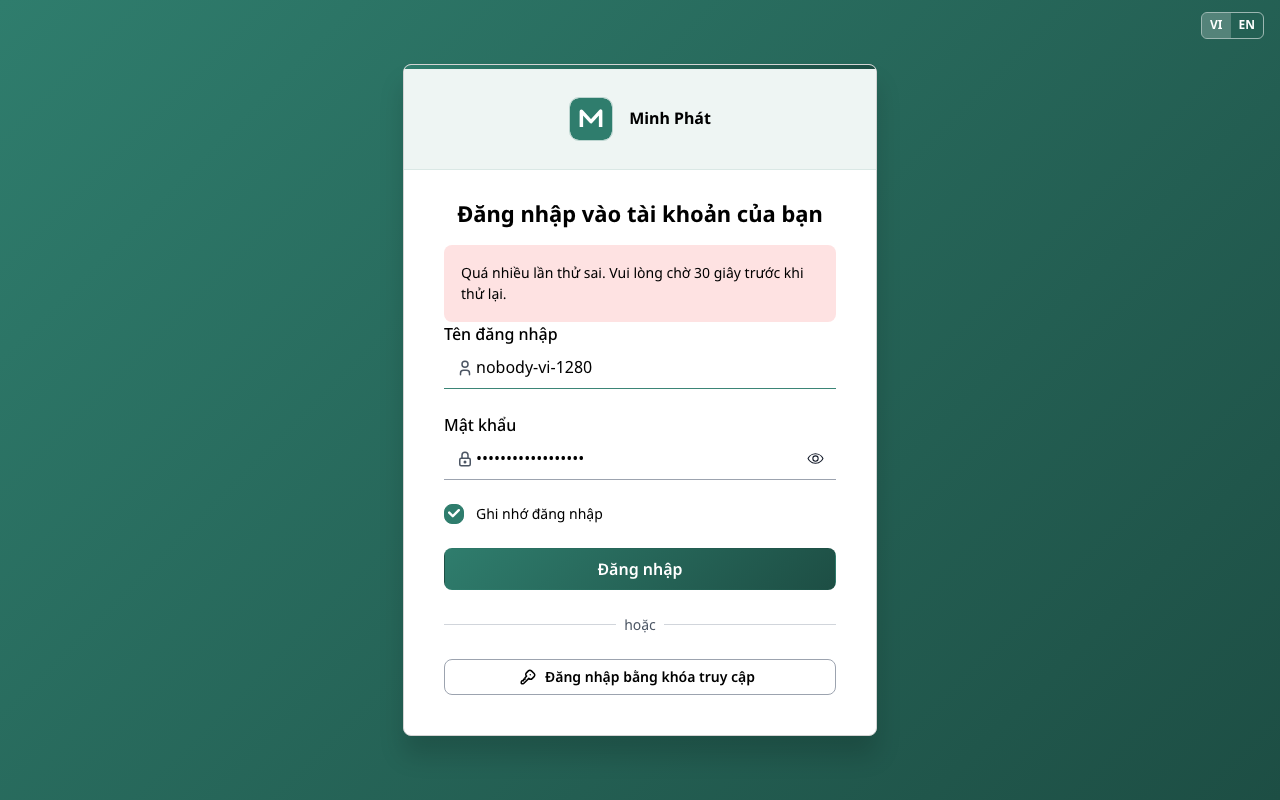 VI EN
Minh Phát
Đăng nhập vào tài khoản của bạn
Quá nhiều lần thử sai. Vui lòng chờ 30 giây trước khi
thử lại.
Tên đăng nhập
nobody-vi-1280
Mật khẩu
••••••••••••••••••
Ghi nhớ đăng nhập
Đăng nhập
hoặc
Đăng nhập bằng khóa truy cập